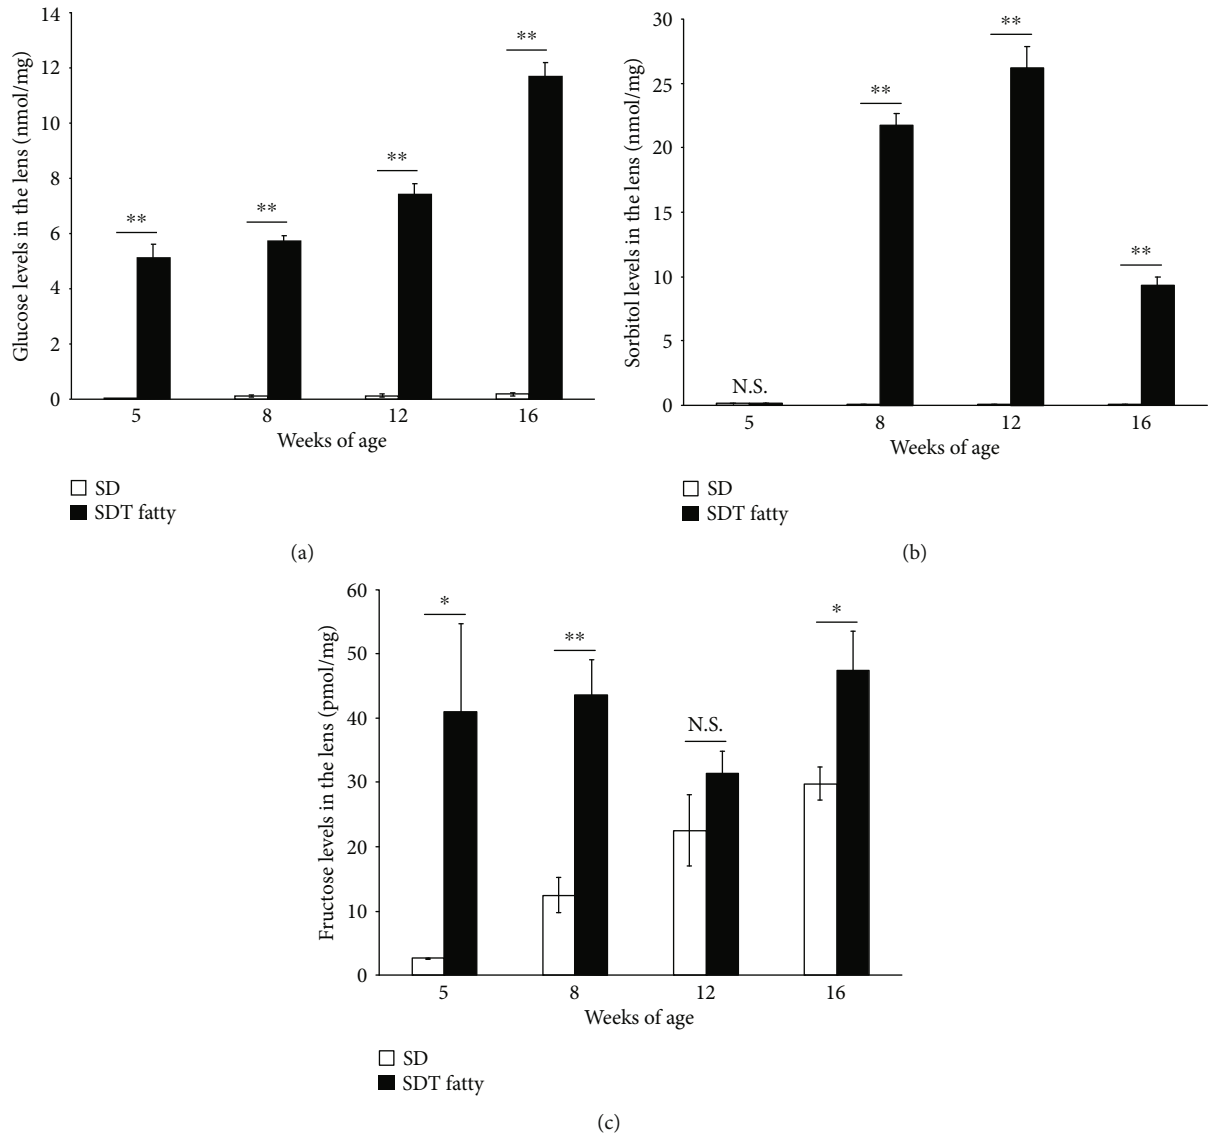 14
12
10
8
6
4
2
0
Glucose levels in the lens (nmol/mg)
**
**
**
**
5 8 12 16
Weeks of age
SD
SDT fatty
(a)
30
25
20
15
10
5
0
Sorbitol levels in the lens (nmol/mg)
N.S.
**
**
**
5 8 12 16
Weeks of age
SD
SDT fatty
(b)
60
50
40
30
20
10
0
Fructose levels in the lens (pmol/mg)
*
**
N.S.
*
5 8 12 16
Weeks of age
SD
SDT fatty
(c)